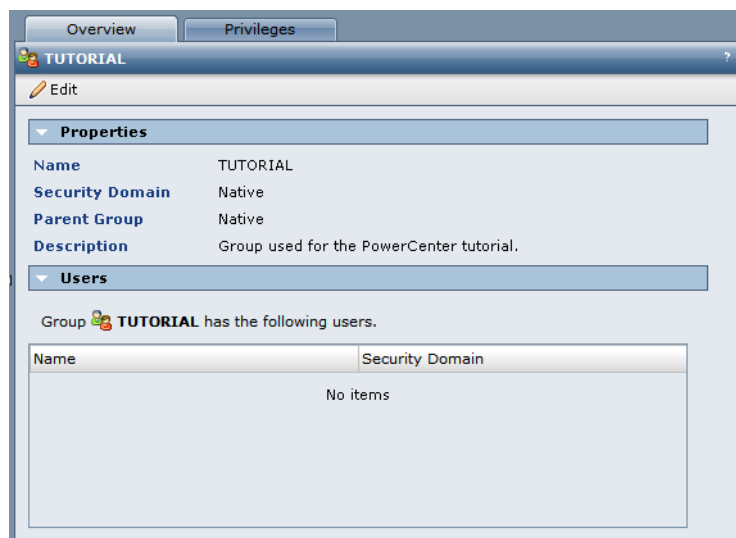 Overview Privileges
TUTORIAL ?
Edit
Properties
Name TUTORIAL
Security Domain Native
Parent Group Native
Description Group used for the PowerCenter tutorial.
Users
Group TUTORIAL has the following users.
Name Security Domain
No items